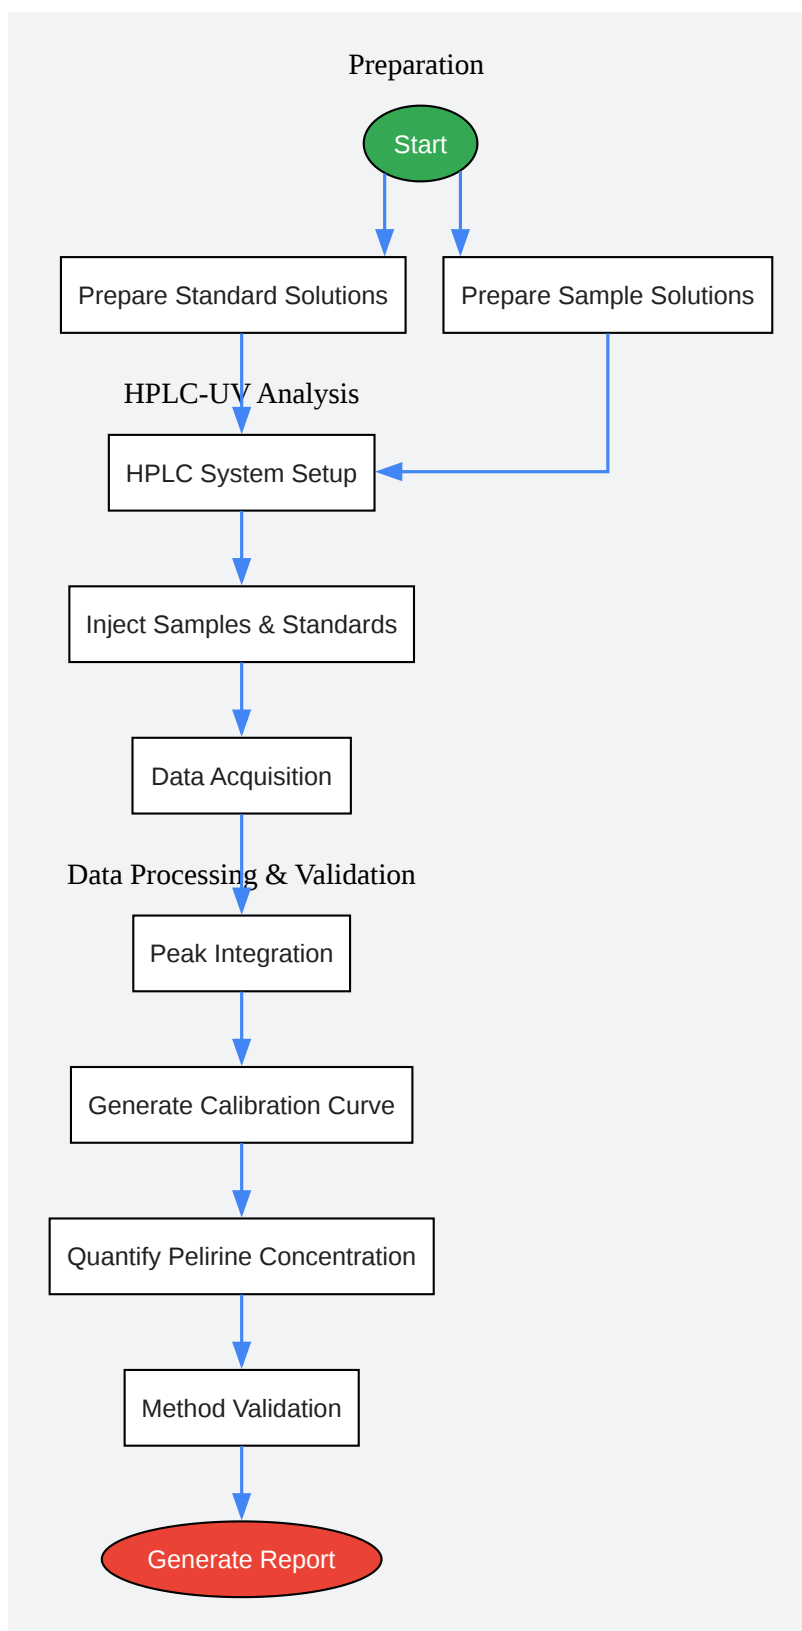 Preparation
Start
Prepare Standard Solutions
Prepare Sample Solutions
HPLC-UV Analysis
HPLC System Setup
Inject Samples & Standards
Data Acquisition
Data Processing & Validation
Peak Integration
Generate Calibration Curve
Quantify Pelirine Concentration
Method Validation
Generate Report